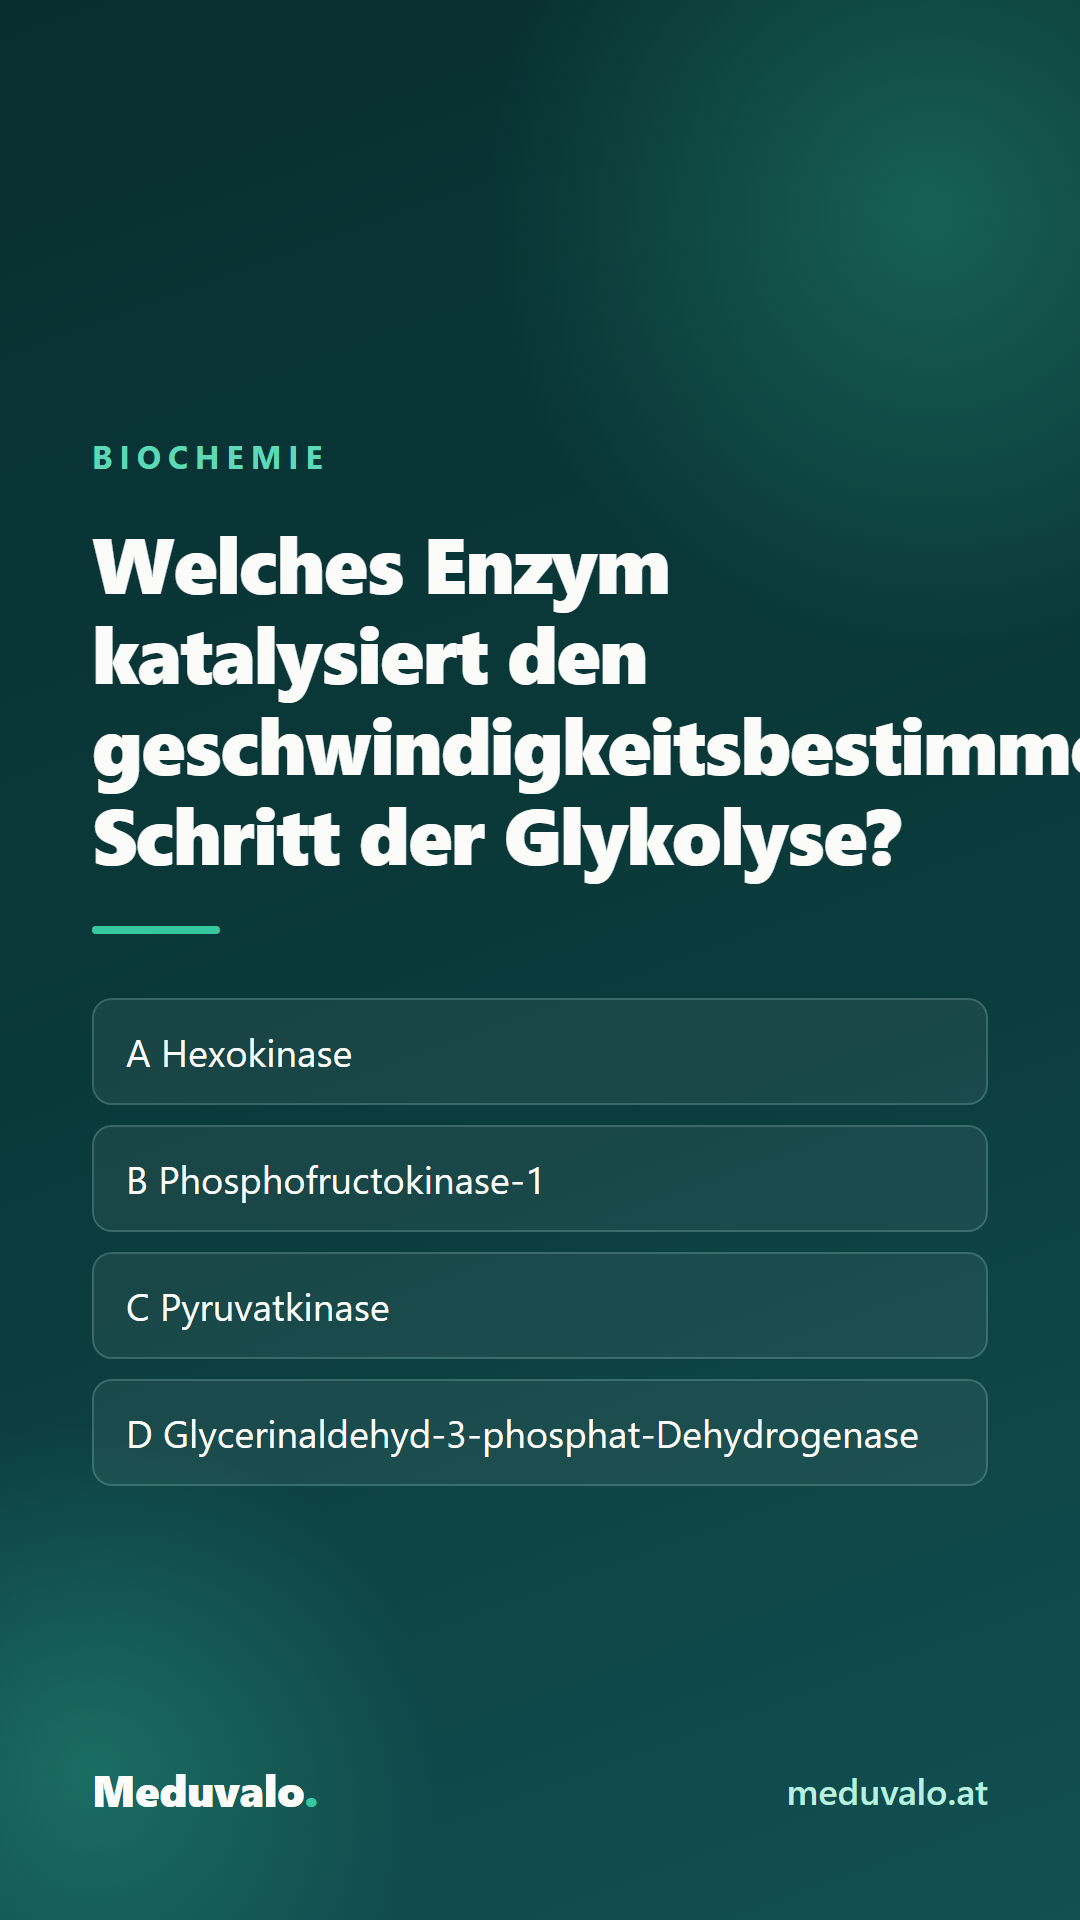 BIOCHEMIE
Welches Enzym
katalysiert den
geschwindigkeitsbestimm
Schritt der Glykolyse?
A Hexokinase
B Phosphofructokinase-1
C Pyruvatkinase
D Glycerinaldehyd-3-phosphat-Dehydrogenase
Meduvalo.
meduvalo.at